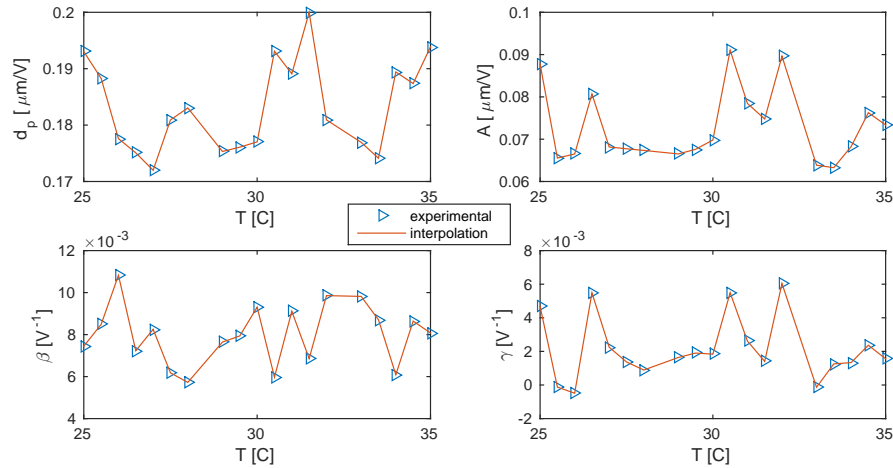 0.2
0.19
0.18
0.17
d_p [ μm/V]
25 30 35
T [C]
0.1
0.09
0.08
0.07
0.06
A [ μm/V]
25 30 35
T [C]
experimental
interpolation
× 10^-3
12
10
8
6
4
β [V^-1]
25 30 35
T [C]
× 10^-3
8
6
4
2
0
-2
γ [V^-1]
25 30 35
T [C]